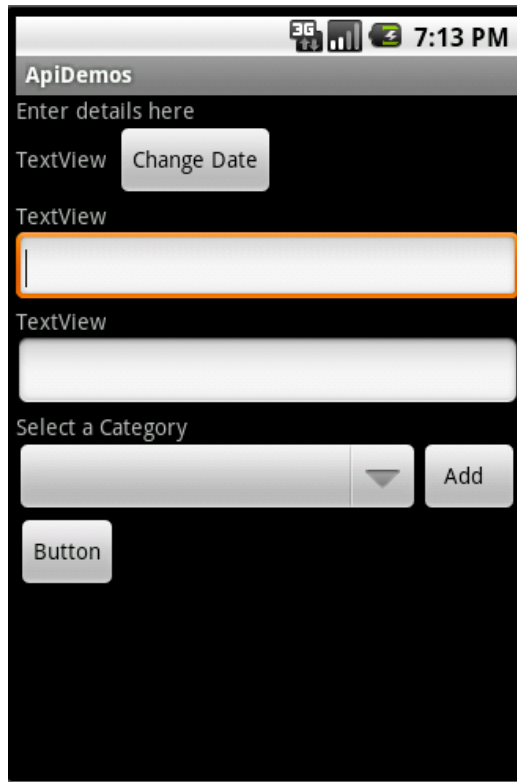 3G 7:13 PM
ApiDemos
Enter details here
TextView Change Date
TextView
TextView
Select a Category
Add
Button